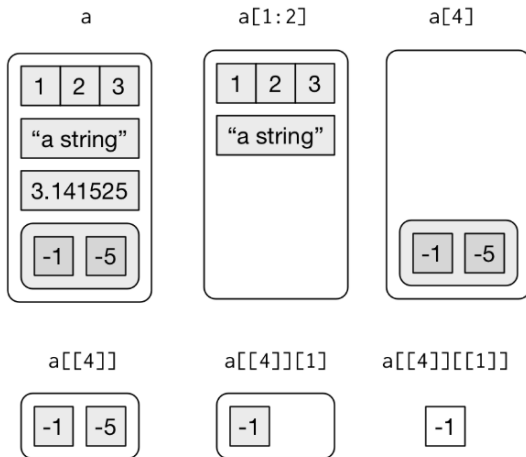 a a[1:2] a[4]
1 2 3 1 2 3
“a string” “a string”
3.141525
-1 -5 -1 -5
a[[4]] a[[4]][1] a[[4]][[1]]
-1 -5 -1 -1